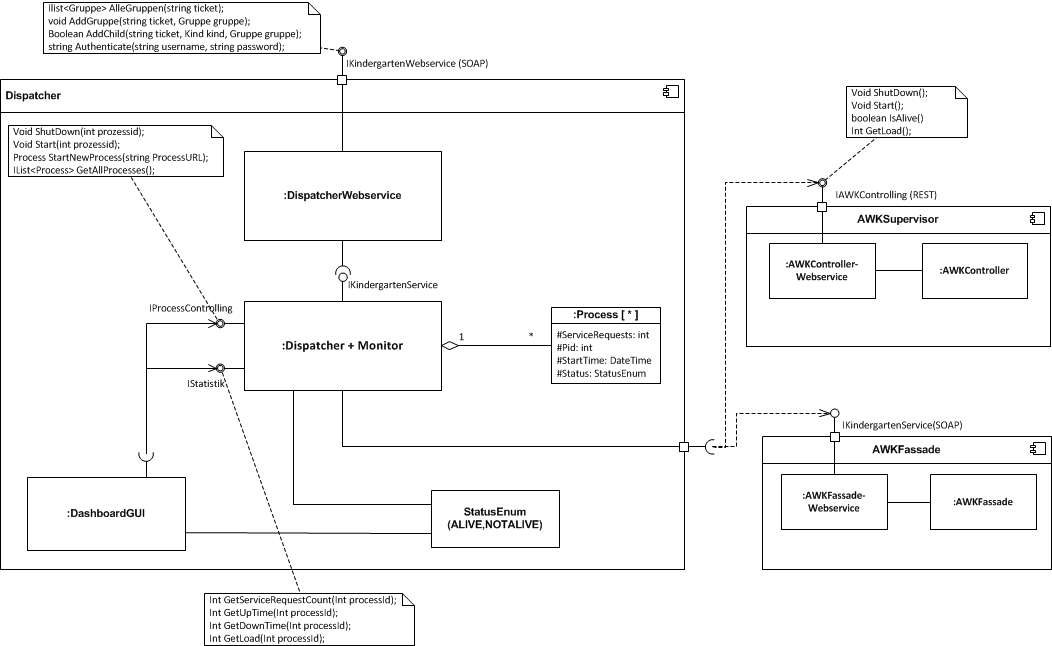 Ilist<Gruppe> AlleGruppen(string ticket);
void AddGruppe(string ticket, Gruppe gruppe);
Boolean AddChild(string ticket, Kind kind, Gruppe gruppe);
string Authenticate(string username, string password);
IKindergartenWebservice (SOAP)
Dispatcher
Void ShutDown(int prozessid);
Void Start(int prozessid);
Process StartNewProcess(string ProcessURL);
IList<Process> GetAllProcesses();
:DispatcherWebservice
IKindergartenService
IProcessControlling
:Dispatcher + Monitor
IStatistik
1
*
:Process [ * ]
#ServiceRequests: int
#Pid: int
#StartTime: DateTime
#Status: StatusEnum
:DashboardGUI
StatusEnum
(ALIVE,NOTALIVE)
Int GetServiceRequestCount(Int processId);
Int GetUpTime(Int processId);
Int GetDownTime(Int processId);
Int GetLoad(Int processId);
Void ShutDown();
Void Start();
boolean IsAlive()
Int GetLoad();
IAWKControlling (REST)
AWKSupervisor
:AWKController-
Webservice
:AWKController
IKindergartenService(SOAP)
AWKFassade
:AWKFassade-
Webservice
:AWKFassade